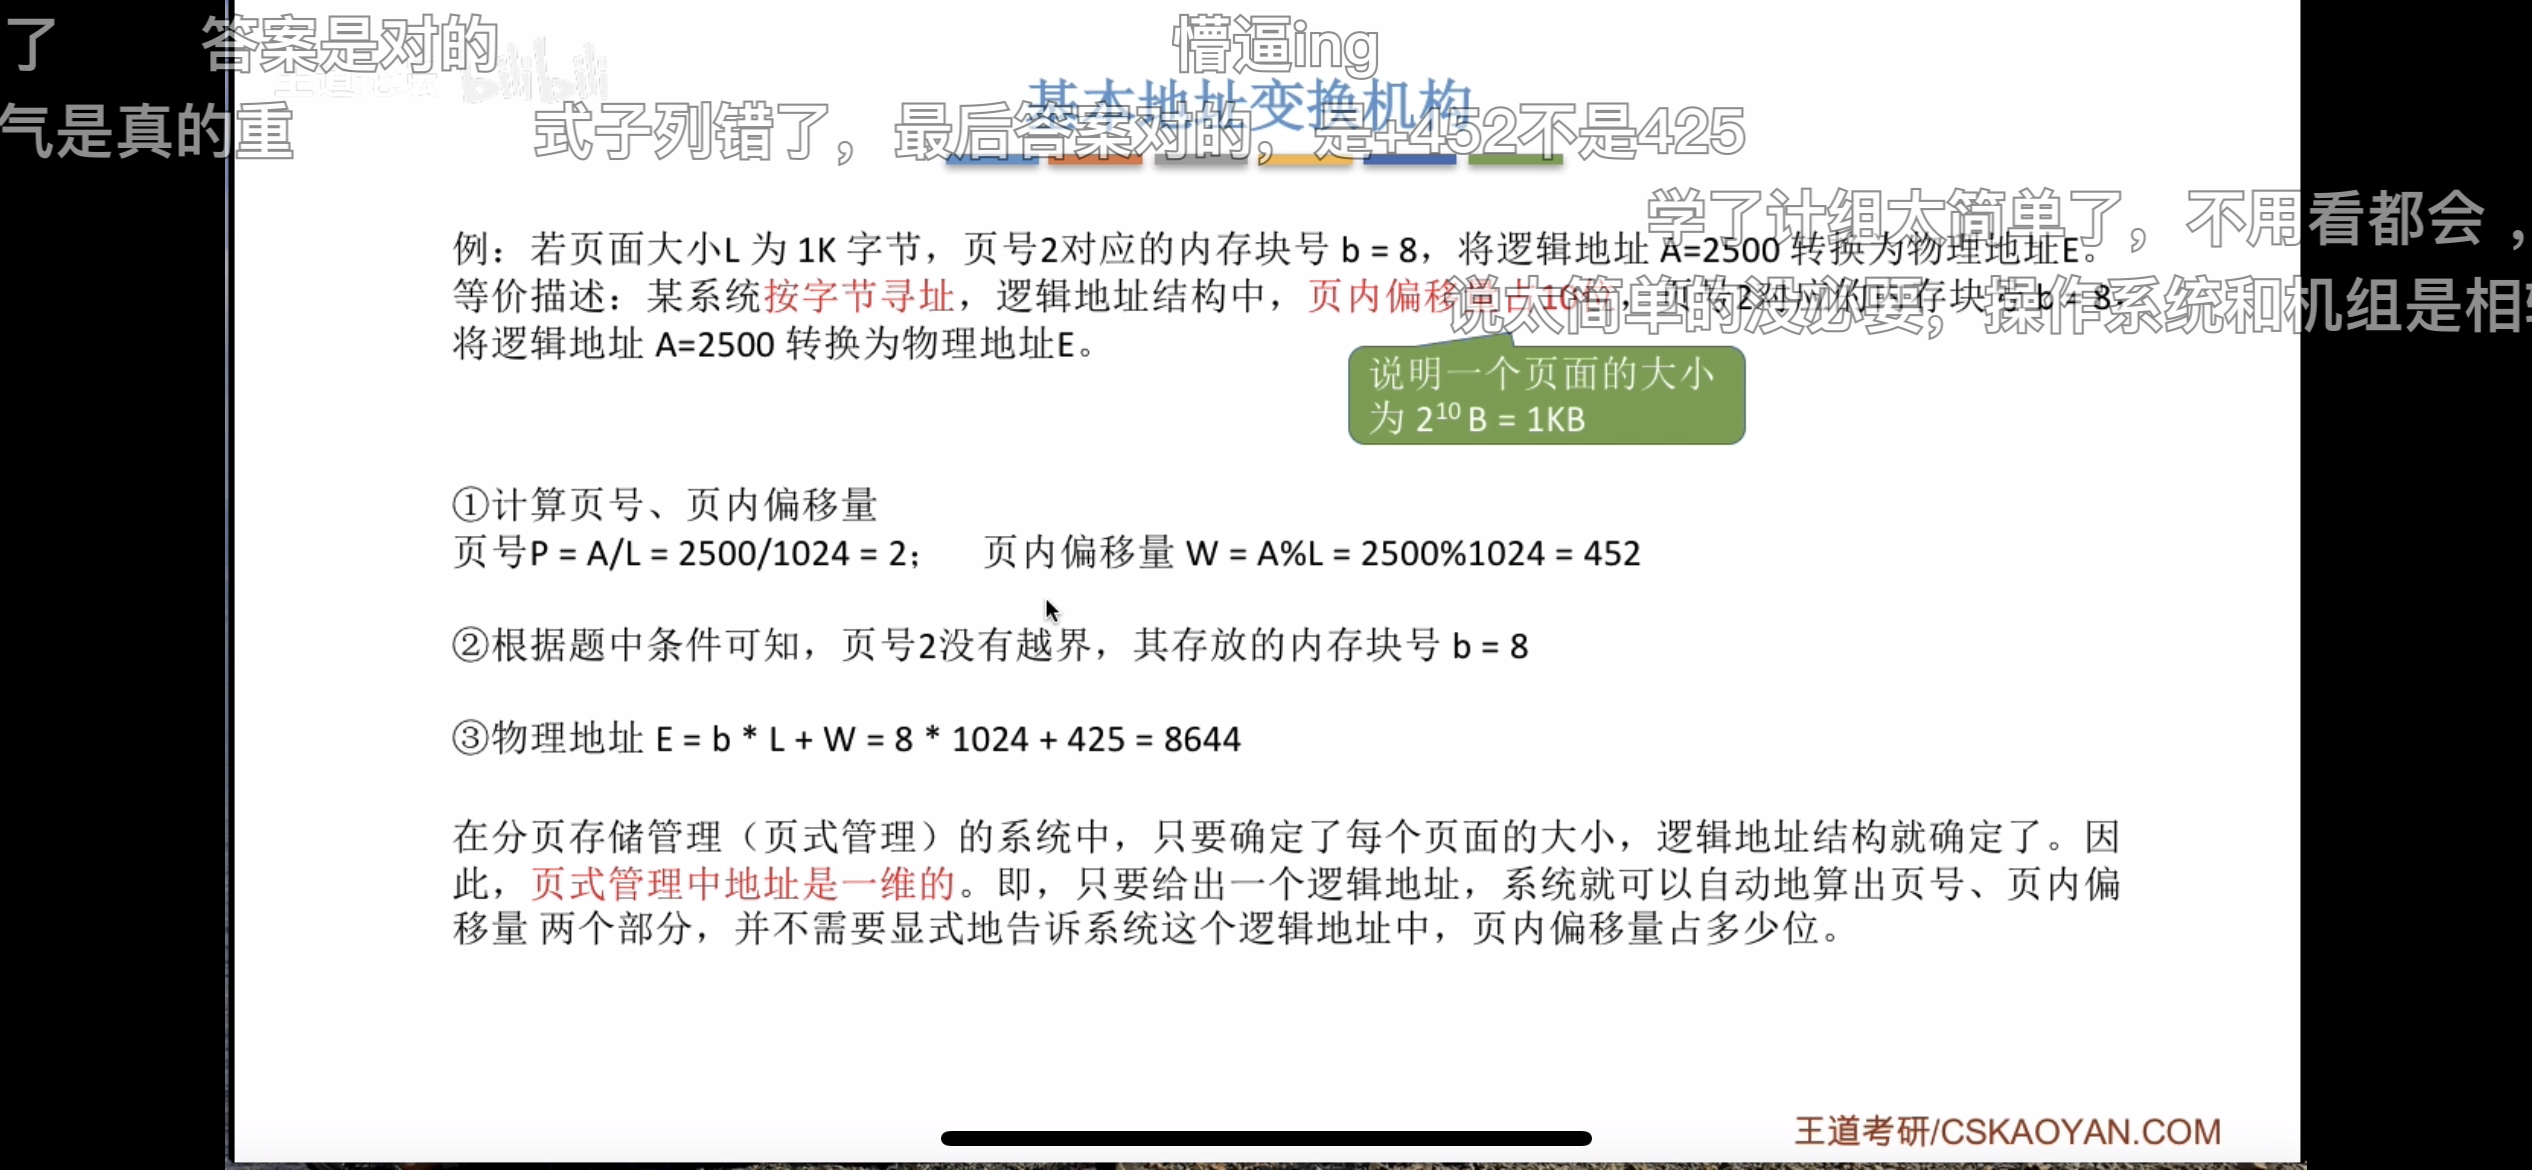 了 答案是对的 懵逼ing
王道论坛 bilibili
基本地址变换机构
气是真的重 式子列错了，最后答案对的，是+452不是425
学了计组太简单了，不用看都会，
例：若页面大小L 为 1K 字节，页号2对应的内存块号 b = 8，将逻辑地址 A=2500 转换为物理地址E。
等价描述：某系统按字节寻址，逻辑地址结构中，页内偏移量占10位，页号2对应的内存块号 b = 8，
说太简单的没必要，操作系统和机组是相
将逻辑地址 A=2500 转换为物理地址E。
说明一个页面的大小
为 2¹⁰ B = 1KB
①计算页号、页内偏移量
页号P = A/L = 2500/1024 = 2； 页内偏移量 W = A%L = 2500%1024 = 452
②根据题中条件可知，页号2没有越界，其存放的内存块号 b = 8
③物理地址 E = b * L + W = 8 * 1024 + 425 = 8644
在分页存储管理（页式管理）的系统中，只要确定了每个页面的大小，逻辑地址结构就确定了。因
此，页式管理中地址是一维的。即，只要给出一个逻辑地址，系统就可以自动地算出页号、页内偏
移量 两个部分，并不需要显式地告诉系统这个逻辑地址中，页内偏移量占多少位。
王道考研/CSKAOYAN.COM